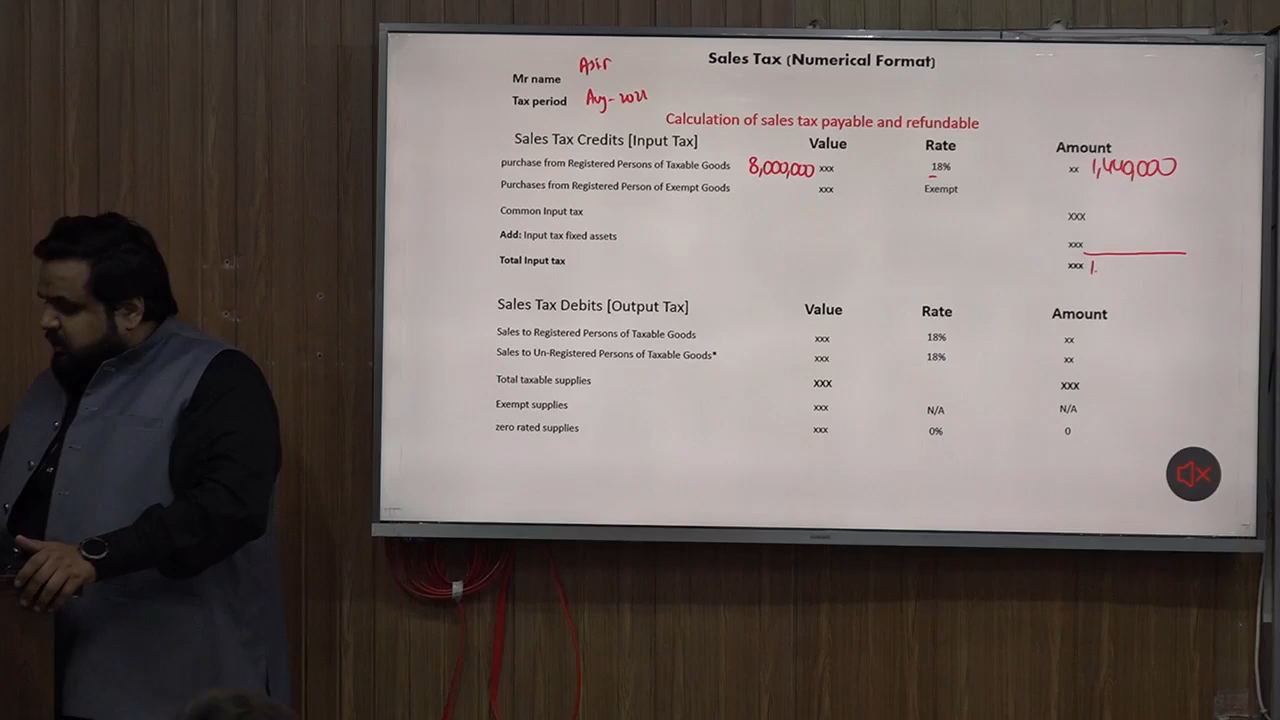 Sales Tax (Numerical Format)
Mr name Asir
Tax period Aug-2021
Calculation of sales tax payable and refundable
Sales Tax Credits [Input Tax] Value Rate Amount
purchase from Registered Persons of Taxable Goods 8,000,000 xxx 18% xx 1,440,000
Purchases from Registered Person of Exempt Goods xxx Exempt
Common Input tax xxx
Add: Input tax fixed assets xxx
Total Input tax xxx 1.
Sales Tax Debits [Output Tax] Value Rate Amount
Sales to Registered Persons of Taxable Goods xxx 18% xx
Sales to Un-Registered Persons of Taxable Goods* xxx 18% xx
Total taxable supplies xxx xxx
Exempt supplies xxx N/A N/A
zero rated supplies xxx 0% 0